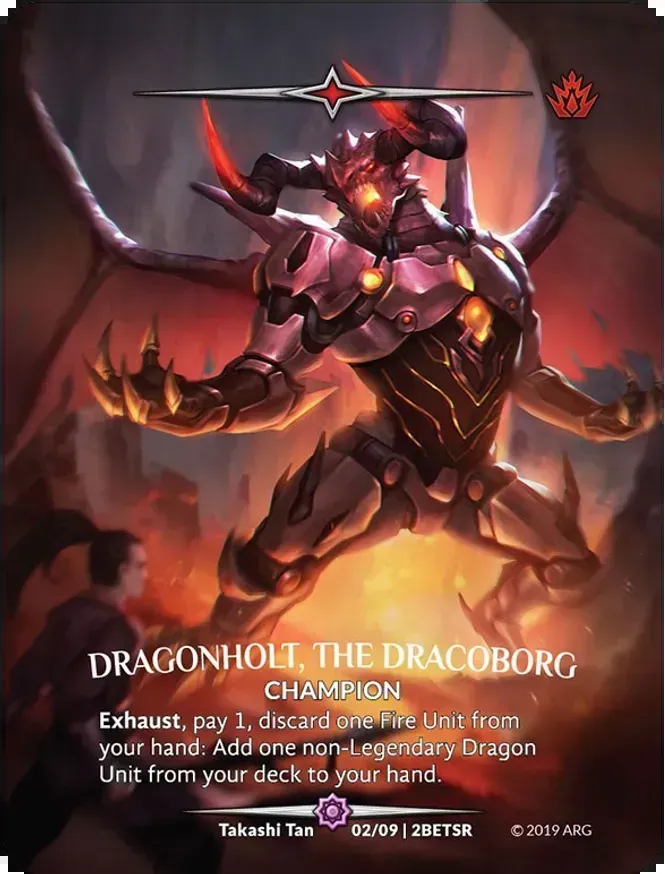 DRAGONHOLT, THE DRACOBORG
CHAMPION
Exhaust, pay 1, discard one Fire Unit from
your hand: Add one non-Legendary Dragon
Unit from your deck to your hand.
Takashi Tan 02/09 | 2BETSR © 2019 ARG